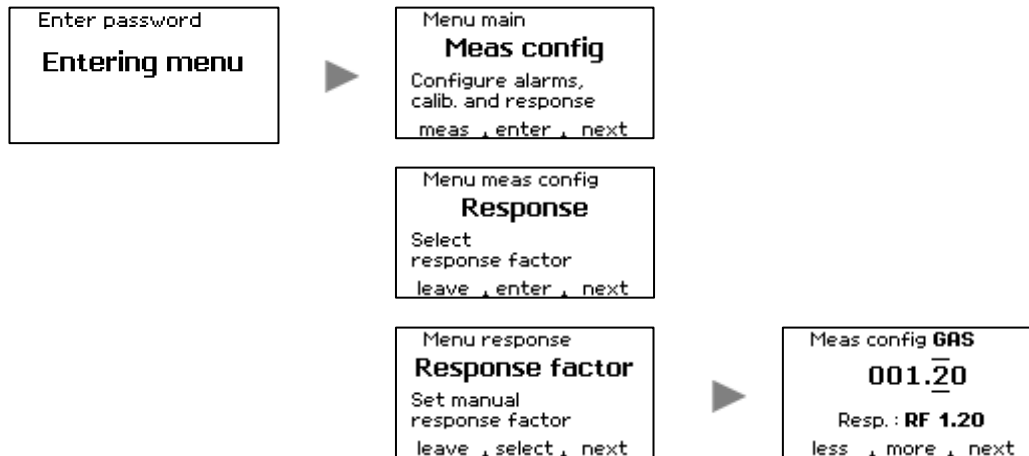 Enter password
Entering menu
Menu main
Meas config
Configure alarms,
calib. and response
meas enter next
Menu meas config
Response
Select
response factor
leave enter next
Menu response
Response factor
Set manual
response factor
leave select next
Meas config GAS
001.20
Resp. : RF 1.20
less more next